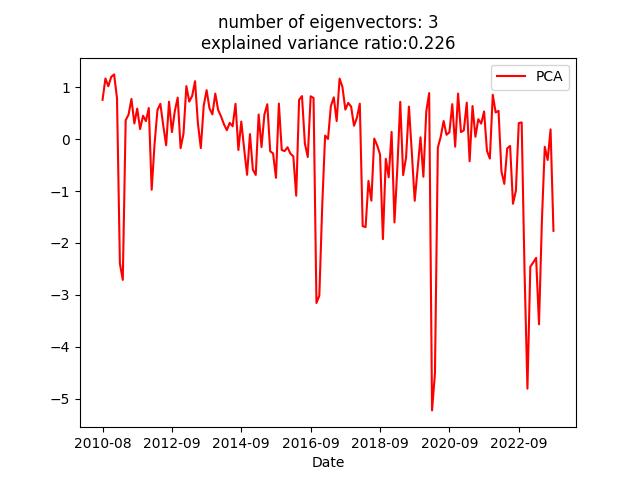 number of eigenvectors: 3
explained variance ratio:0.226
PCA
1
0
−1
−2
−3
−4
−5
2010-08 2012-09 2014-09 2016-09 2018-09 2020-09 2022-09
Date